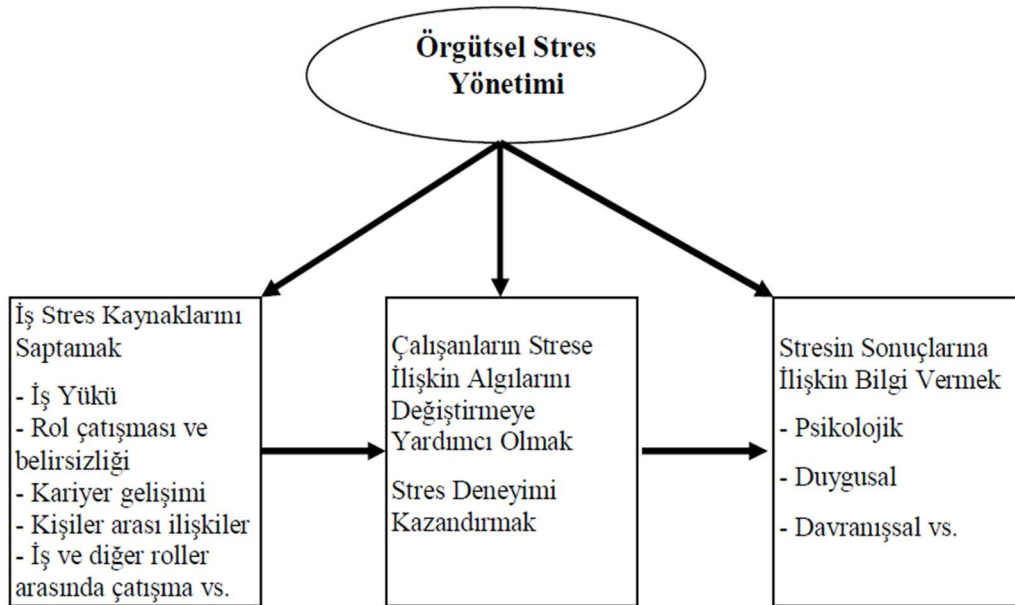 Örgütsel Stres
Yönetimi
İş Stres Kaynaklarını
Saptamak
- İş Yükü
- Rol çatışması ve
belirsizliği
- Kariyer gelişimi
- Kişiler arası ilişkiler
- İş ve diğer roller
arasında çatışma vs.
Çalışanların Strese
İlişkin Algılarını
Değiştirmeye
Yardımcı Olmak
Stres Deneyimi
Kazandırmak
Stresin Sonuçlarına
İlişkin Bilgi Vermek
- Psikolojik
- Duygusal
- Davranışsal vs.